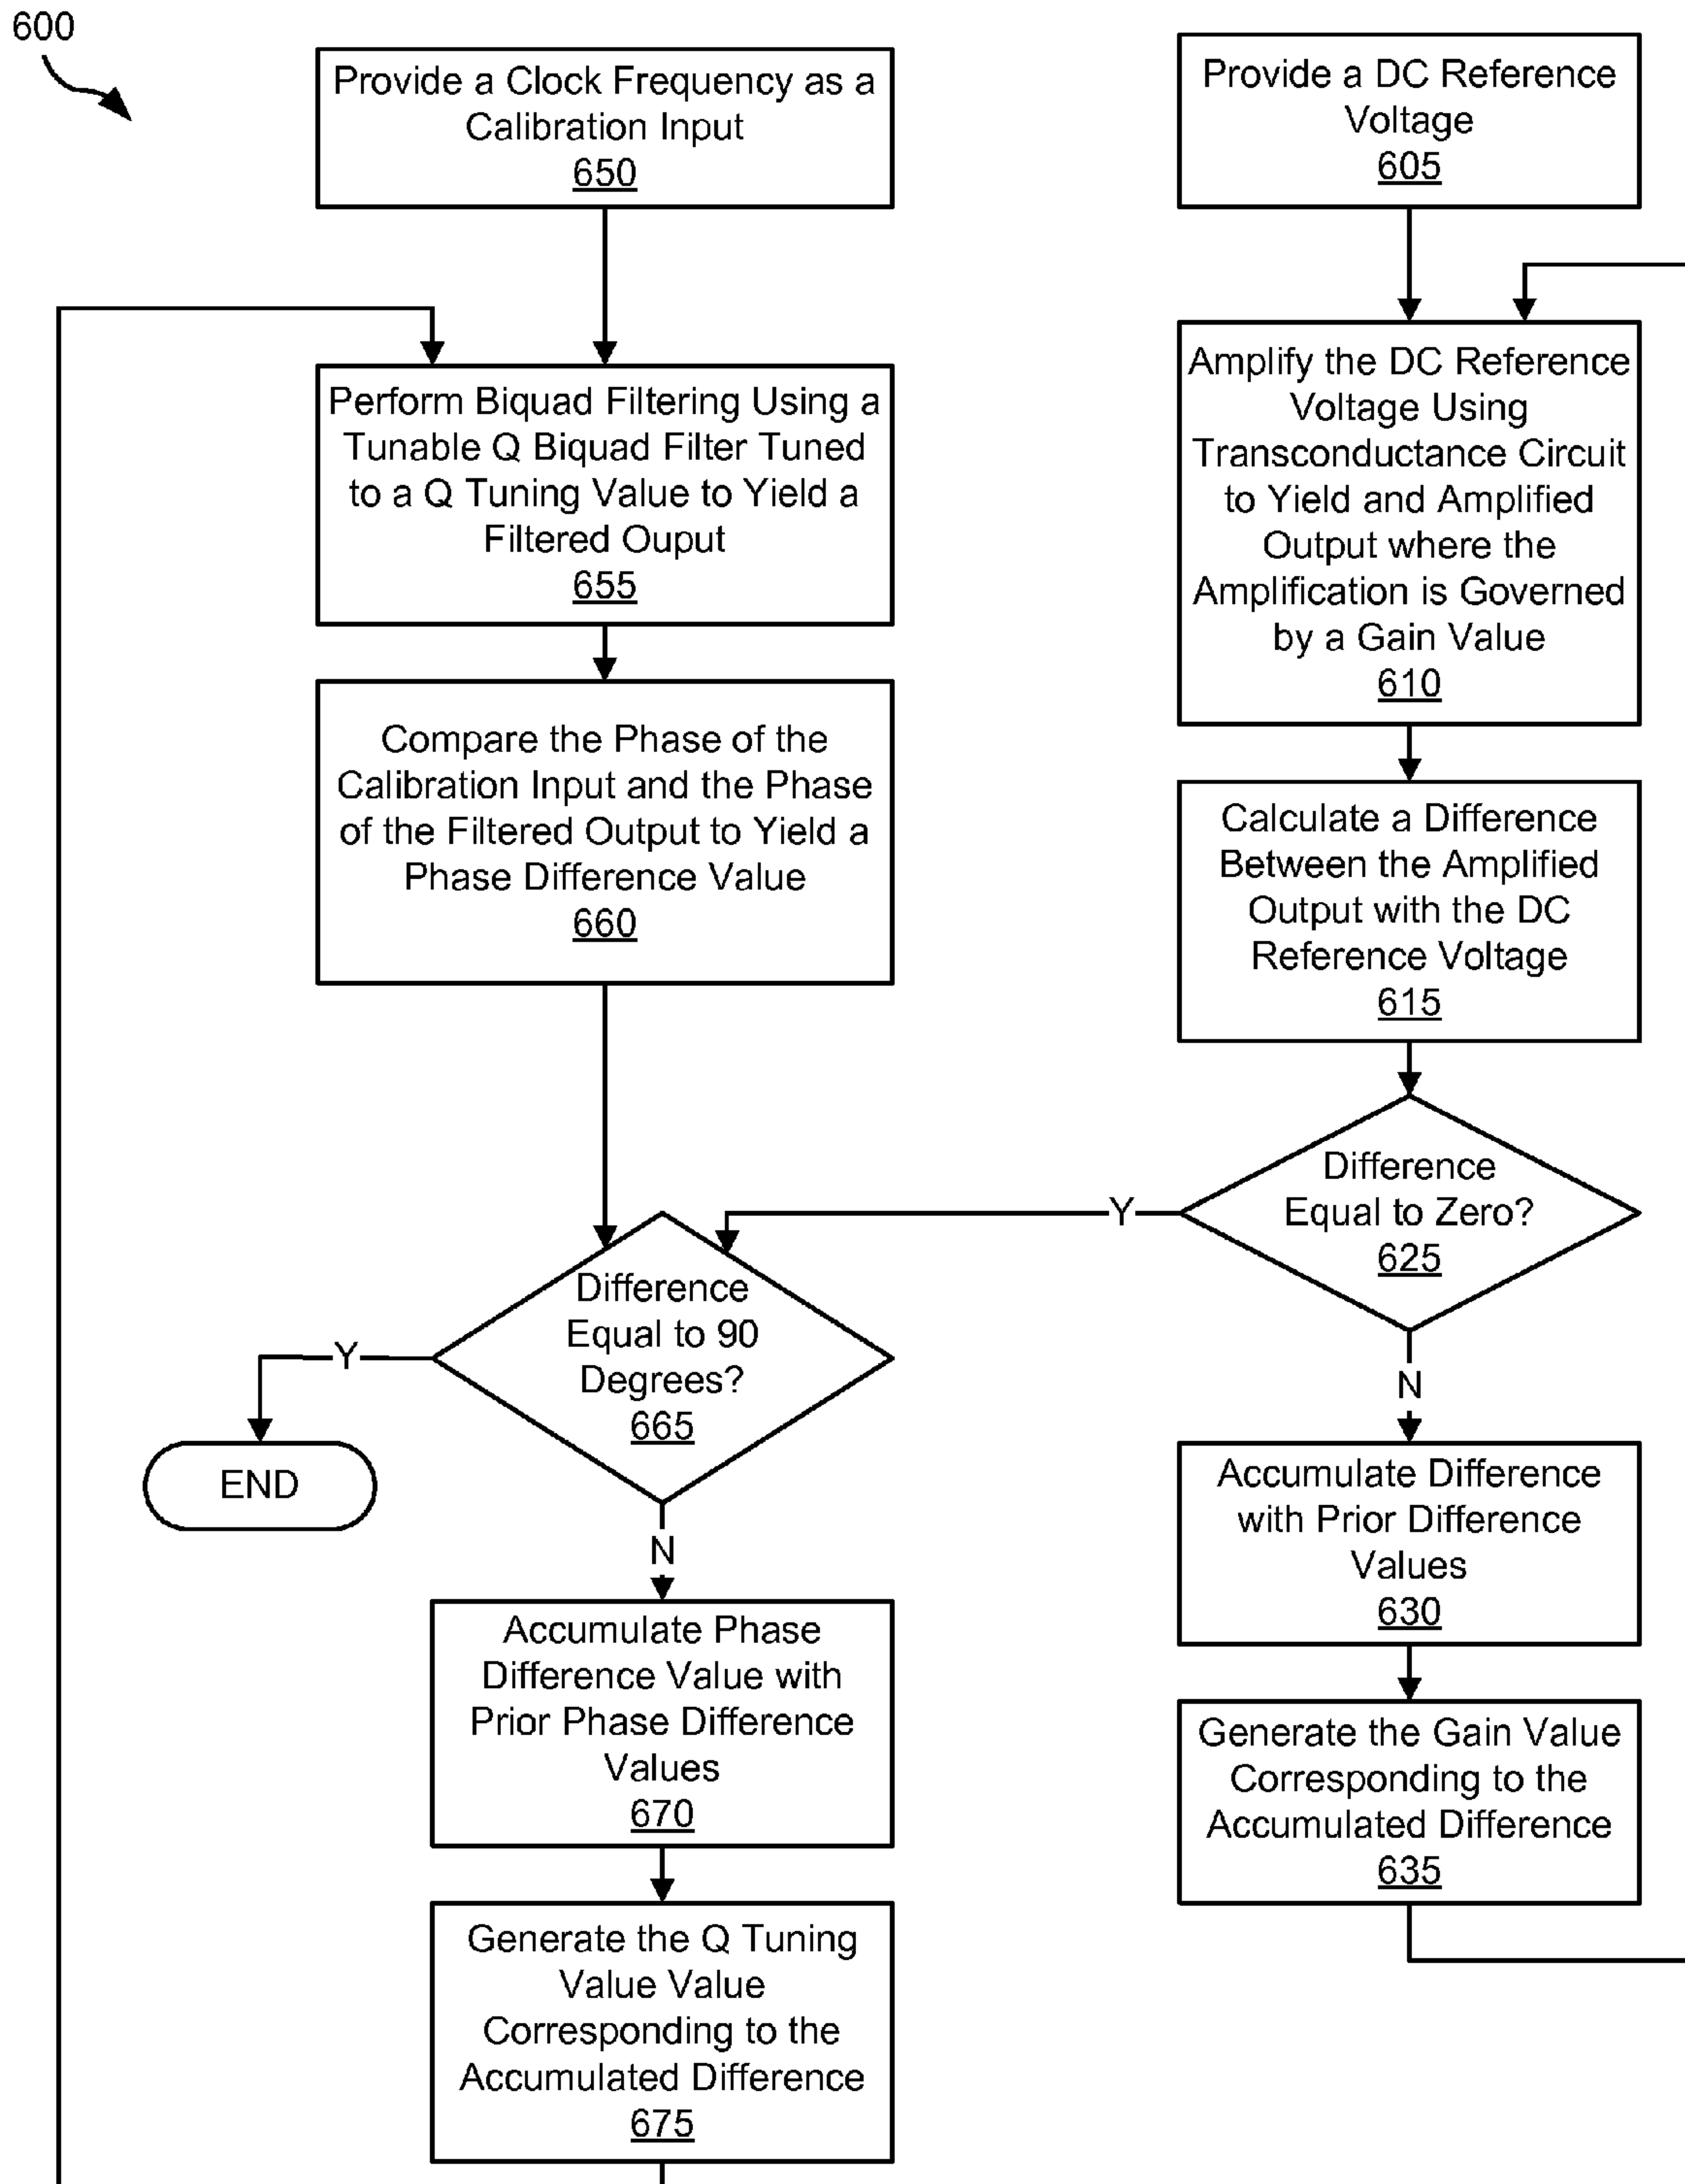 600
Provide a Clock Frequency as a
Calibration Input
650
Perform Biquad Filtering Using a
Tunable Q Biquad Filter Tuned
to a Q Tuning Value to Yield a
Filtered Ouput
655
Compare the Phase of the
Calibration Input and the Phase
of the Filtered Output to Yield a
Phase Difference Value
660
Difference
Equal to 90
Degrees?
665
Y
END
N
Accumulate Phase
Difference Value with
Prior Phase Difference
Values
670
Generate the Q Tuning
Value Value
Corresponding to the
Accumulated Difference
675
Provide a DC Reference
Voltage
605
Amplify the DC Reference
Voltage Using
Transconductance Circuit
to Yield and Amplified
Output where the
Amplification is Governed
by a Gain Value
610
Calculate a Difference
Between the Amplified
Output with the DC
Reference Voltage
615
Difference
Equal to Zero?
625
Y
N
Accumulate Difference
with Prior Difference
Values
630
Generate the Gain Value
Corresponding to the
Accumulated Difference
635